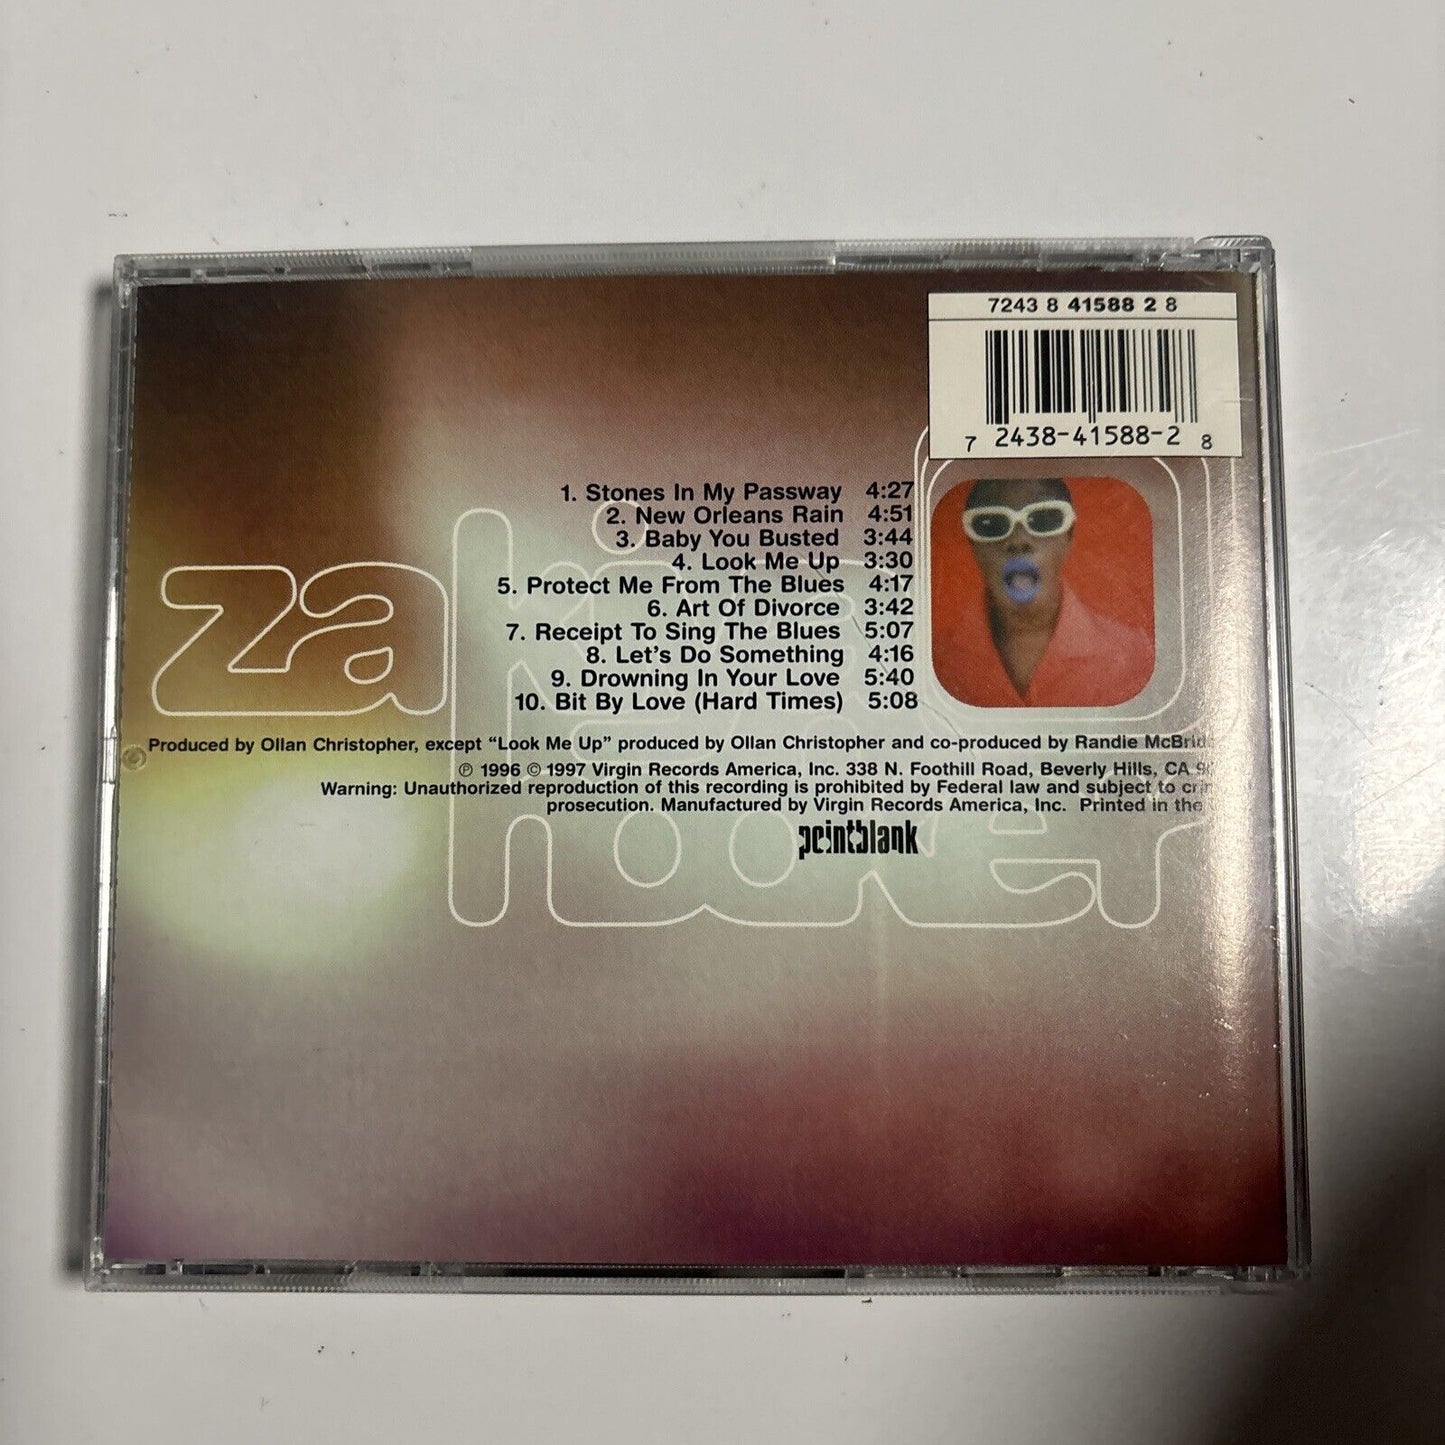 7243 8 41588 2 8
7 2438-41588-2 8
1. Stones In My Passway 4:27
2. New Orleans Rain 4:51
3. Baby You Busted 3:44
4. Look Me Up 3:30
5. Protect Me From The Blues 4:17
6. Art Of Divorce 3:42
7. Receipt To Sing The Blues 5:07
8. Let's Do Something 4:16
9. Drowning In Your Love 5:40
10. Bit By Love (Hard Times) 5:08
zakiya
hooker
Produced by Ollan Christopher, except “Look Me Up” produced by Ollan Christopher and co-produced by Randie
℗ 1996 © 1997 Virgin Records America, Inc. 338 N. Foothill Road, Beverly Hills, CA
Warning: Unauthorized reproduction of this recording is prohibited by Federal law and subject to
prosecution. Manufactured by Virgin Records America, Inc. Printed in the
pointblank